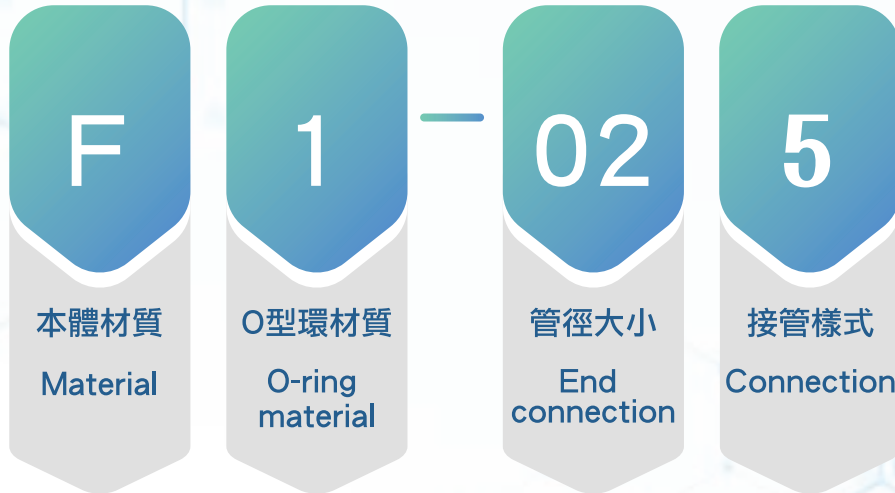 F
1
—
02
5
本體材質
Material
O型環材質
O-ring
material
管徑大小
End
connection
接管樣式
Connection